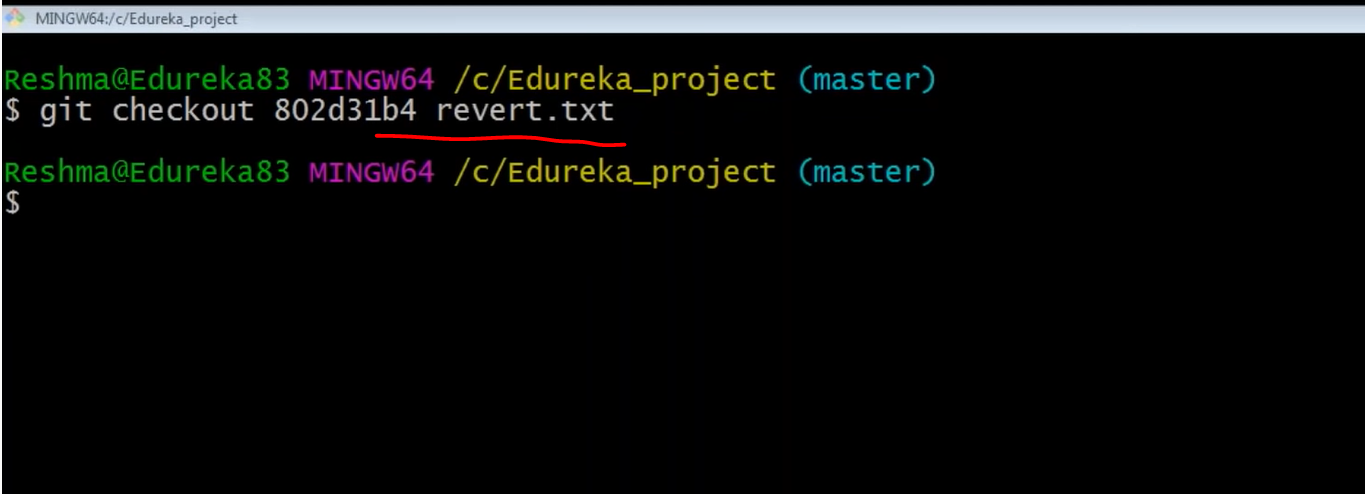 MINGW64:/c/Edureka_project
Reshma@Edureka83 MINGW64 /c/Edureka_project (master)
$ git checkout 802d31b4 revert.txt
Reshma@Edureka83 MINGW64 /c/Edureka_project (master)
$